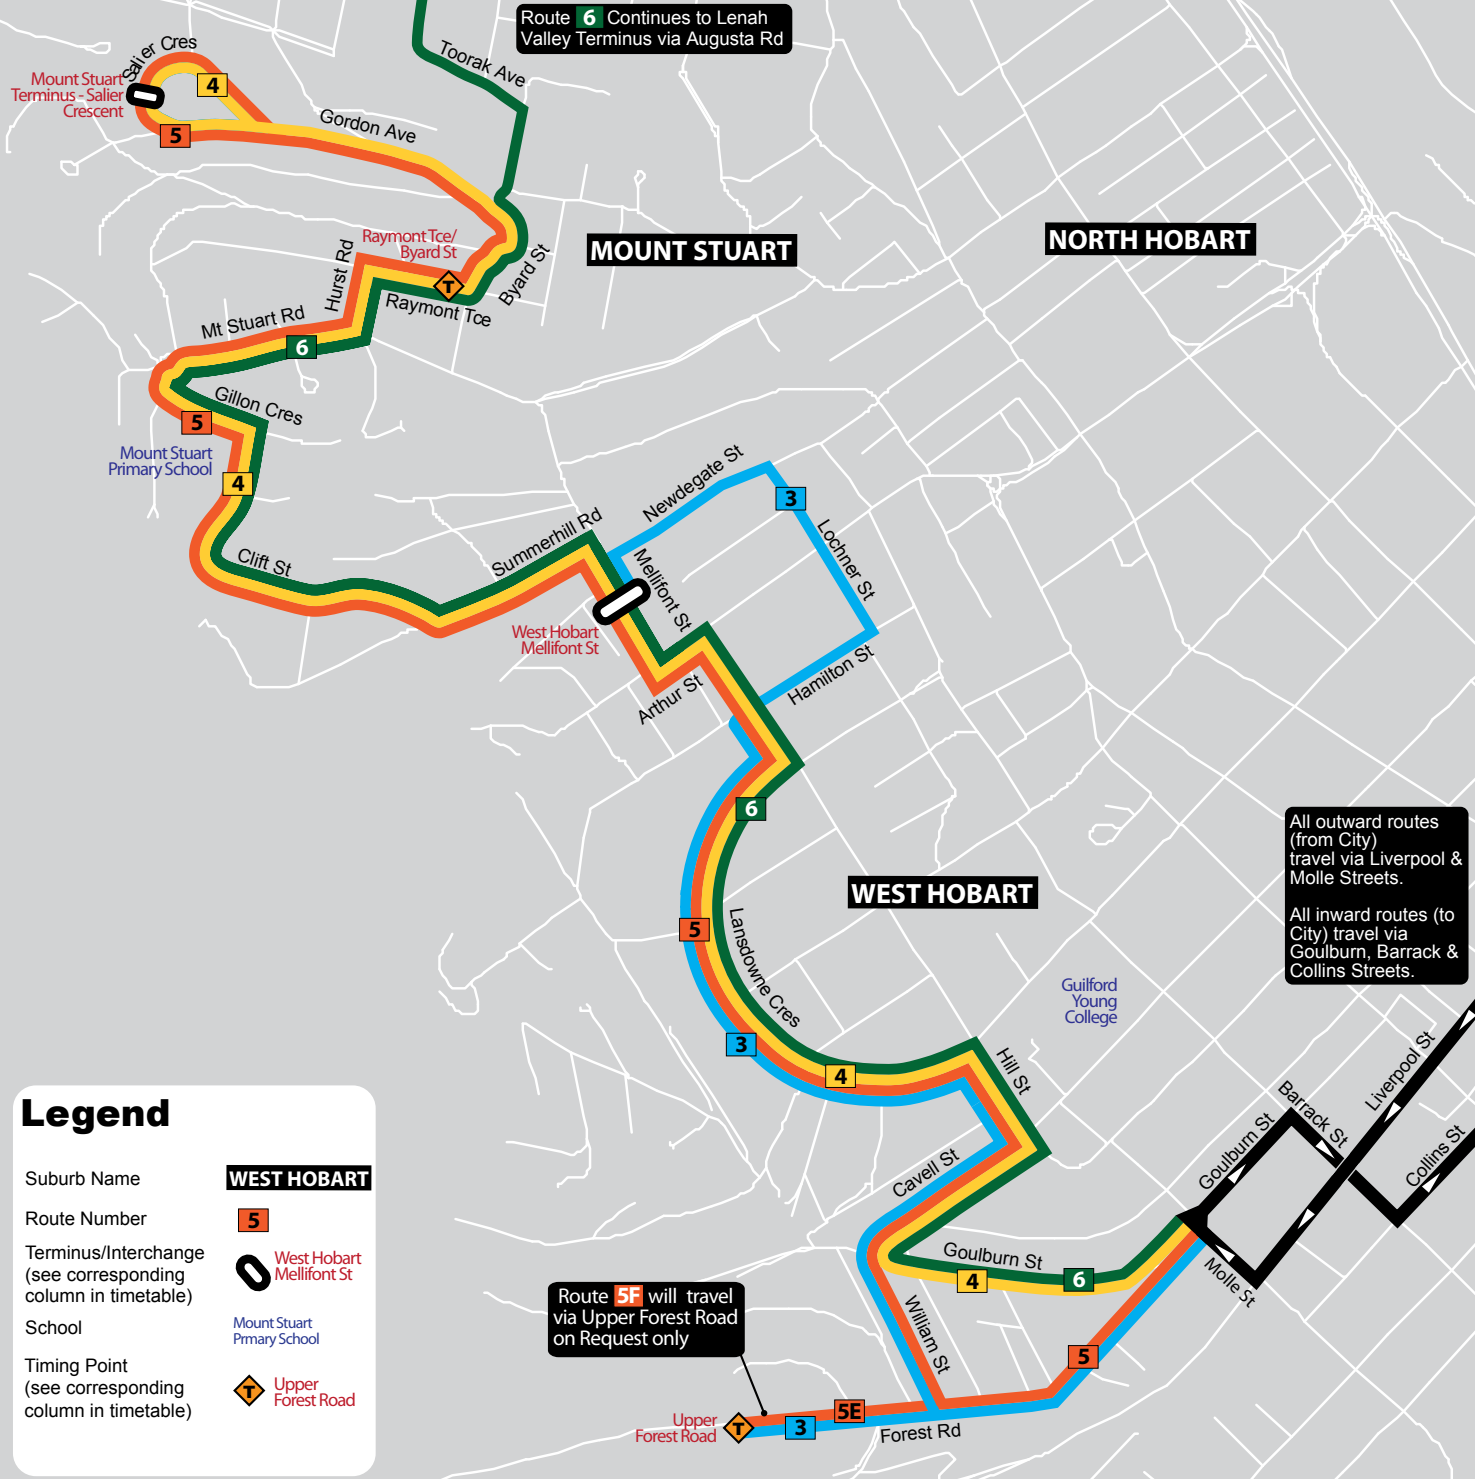 Route 6 Continues to Lenah
Valley Terminus via Augusta Rd
Toorak Ave
Salier Cres
Mount Stuart
Terminus - Salier
Crescent
4
5
Gordon Ave
MOUNT STUART
NORTH HOBART
Raymont Tce/
Byard St
Hurst Rd
T
Byard St
Raymont Tce
Mt Stuart Rd
6
Gillon Cres
5
Mount Stuart
Primary School
4
Clift St
Summerhill Rd
Newdegate St
3
Lochner St
Mellifont St
West Hobart
Mellifont St
Arthur St
Hamilton St
6
WEST HOBART
5
Lansdowne Cres
3
4
All outward routes
(from City)
travel via Liverpool &
Molle Streets.
All inward routes (to
City) travel via
Goulburn, Barrack &
Collins Streets.
Guilford
Young
College
Hill St
Liverpool St
Barrack St
Collins St
Goulburn St
Cavell St
Goulburn St
4
6
Molle St
William St
5
Route 5F will travel
via Upper Forest Road
on Request only
Upper
Forest Road
T
3
5E
Forest Rd
Legend
Suburb Name
WEST HOBART
Route Number
5
Terminus/Interchange
(see corresponding
column in timetable)
West Hobart
Mellifont St
School
Mount Stuart
Prmary School
Timing Point
(see corresponding
column in timetable)
T
Upper
Forest Road